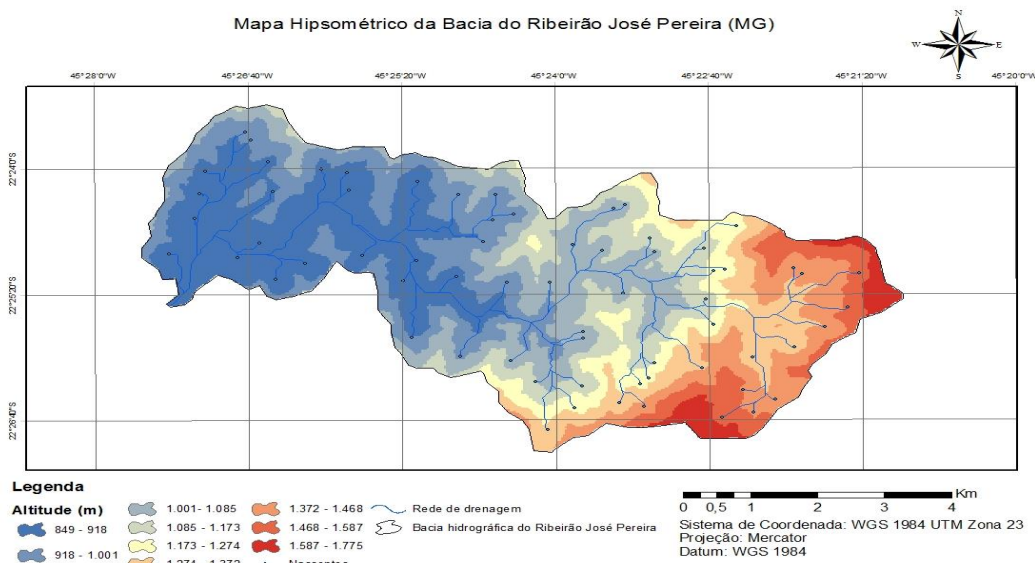 Mapa Hipsométrico da Bacia do Ribeirão José Pereira (MG)
N
W
E
S
45°28'0"W
45°26'40"W
45°25'20"W
45°24'0"W
45°22'40"W
45°21'20"W
45°20'0"W
22°24'0"S
22°26'40"S
Legenda
Altitude (m)
849 - 918
918 - 1.001
1.001 - 1.085
1.085 - 1.173
1.173 - 1.274
1.274 - 1.372
1.372 - 1.468
1.468 - 1.587
1.587 - 1.775
Nascentes
Rede de drenagem
Bacia hidrográfica do Ribeirão José Pereira
Km
0 0,5 1 2 3 4
Sistema de Coordenada: WGS 1984 UTM Zona 23
Projeção: Mercator
Datum: WGS 1984